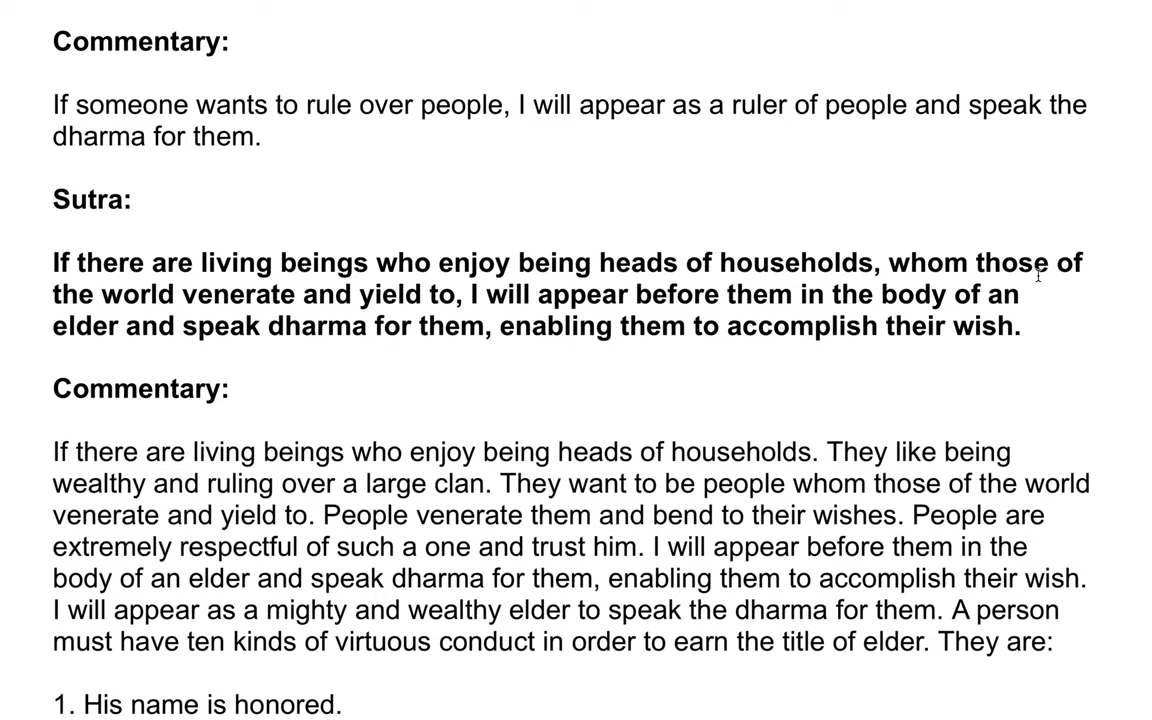 Commentary:
If someone wants to rule over people, I will appear as a ruler of people and speak the
dharma for them.
Sutra:
If there are living beings who enjoy being heads of households, whom those of
the world venerate and yield to, I will appear before them in the body of an
elder and speak dharma for them, enabling them to accomplish their wish.
Commentary:
If there are living beings who enjoy being heads of households. They like being
wealthy and ruling over a large clan. They want to be people whom those of the world
venerate and yield to. People venerate them and bend to their wishes. People are
extremely respectful of such a one and trust him. I will appear before them in the
body of an elder and speak dharma for them, enabling them to accomplish their wish.
I will appear as a mighty and wealthy elder to speak the dharma for them. A person
must have ten kinds of virtuous conduct in order to earn the title of elder. They are:
1. His name is honored.